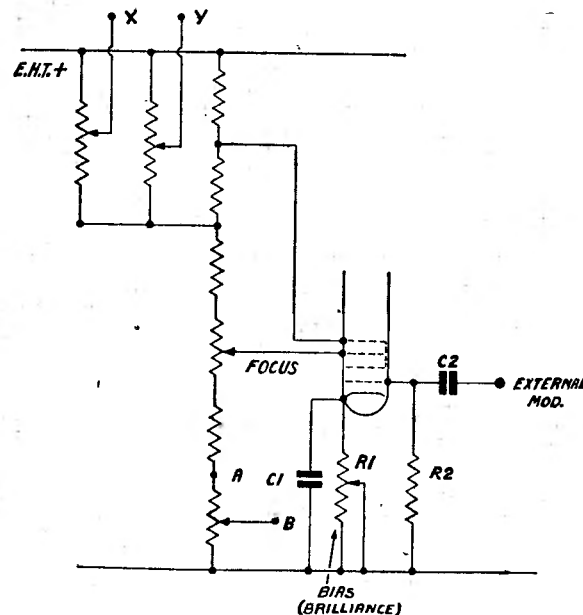 X Y
E.H.T.+
FOCUS
C2
EXTERNAL
MOD.
A
C1
R1
R2
B
BIAS
(BRILLIANCE)